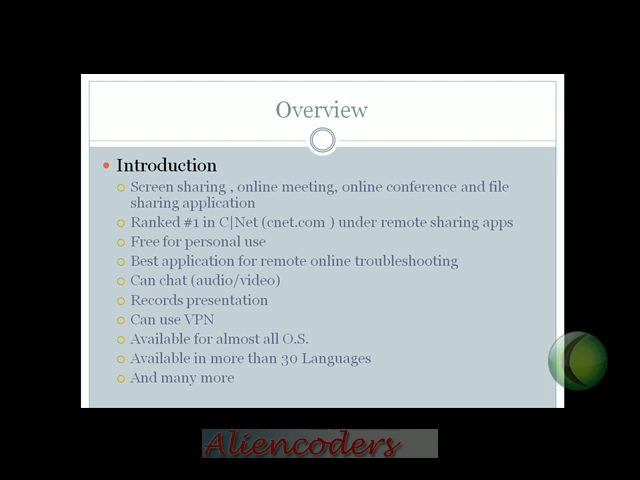 Overview
Introduction
Screen sharing , online meeting, online conference and file
sharing application
Ranked #1 in C|Net (cnet.com ) under remote sharing apps
Free for personal use
Best application for remote online troubleshooting
Can chat (audio/video)
Records presentation
Can use VPN
Available for almost all O.S.
Available in more than 30 Languages
And many more
Aliencoders